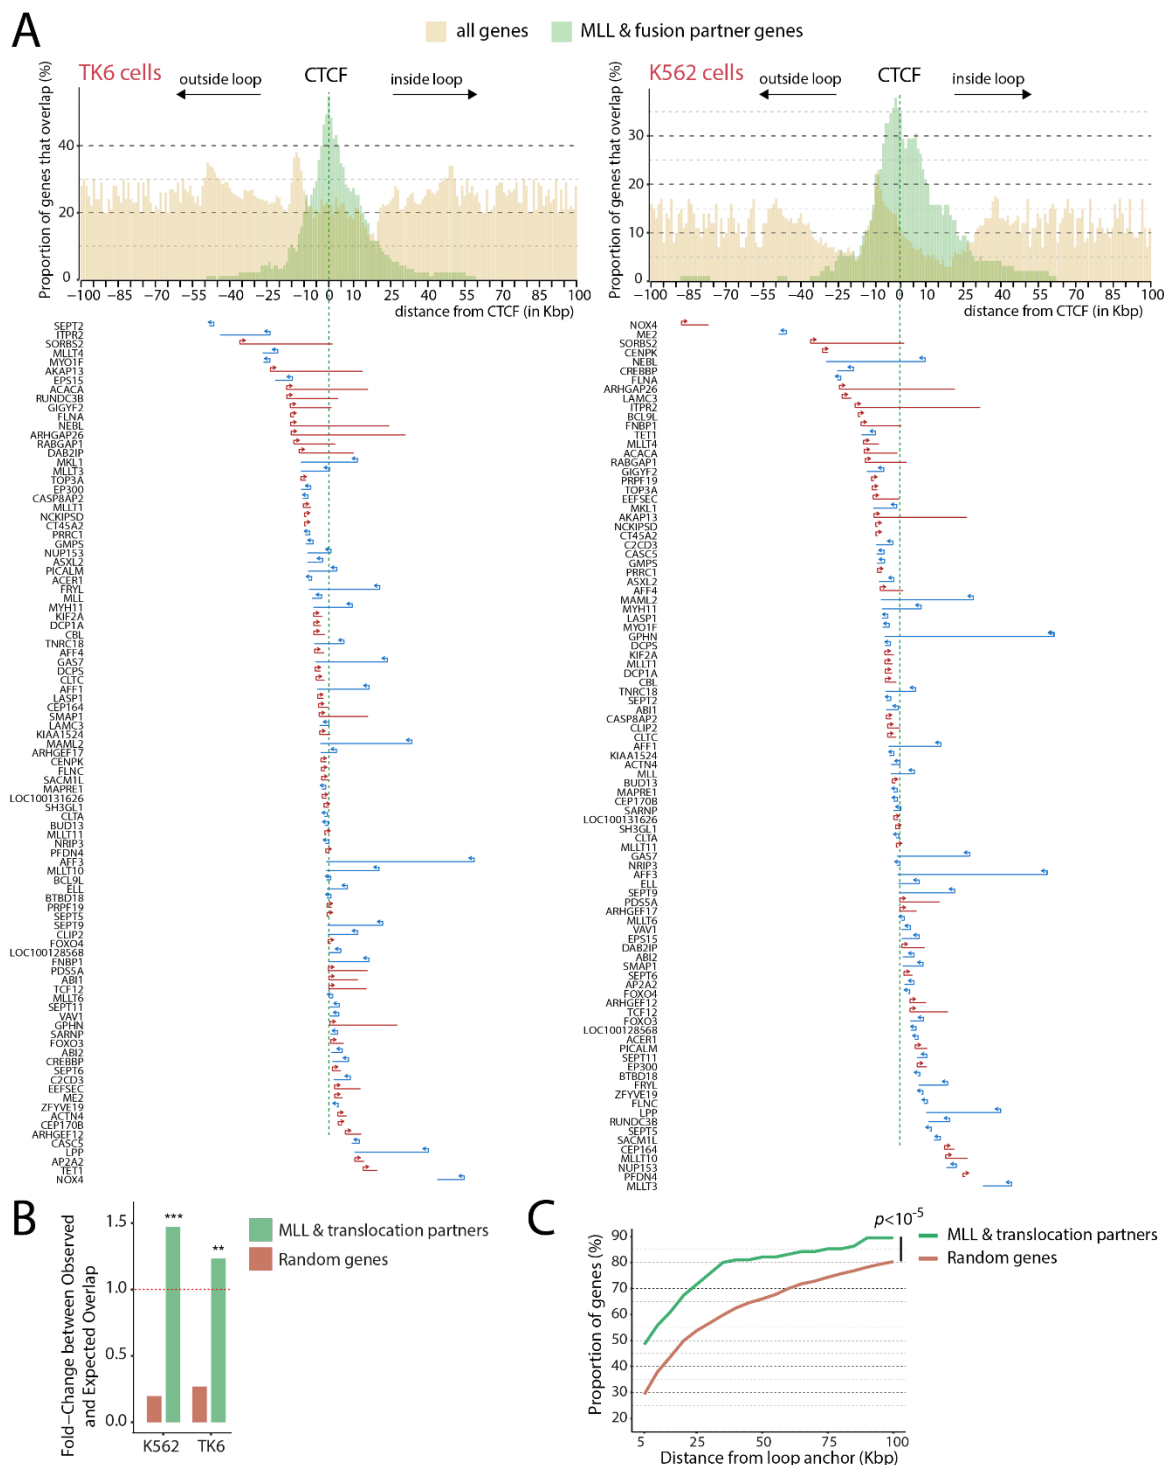 A
all genes
MLL & fusion partner genes
TK6 cells
outside loop
CTCF
inside loop
Proportion of genes that overlap (%)
40
20
0
−100 −85 −70 −55 −40 −25 −10 0 10 25 40 55 70 85 100
distance from CTCF (in Kbp)
SEPT2
ITPR2
SORBS2
MLLT4
MYO1F
AKAP13
EPS15
ACACA
RUNDC3B
GIGYF2
FLNA
NEBL
ARHGAP26
RABGAP1
DAB2IP
MKL1
MLLT3
TOP3A
EP300
CASP8AP2
MLLT1
NCKIPSD
CT45A2
PRRC1
GMPS
NUP153
ASXL2
PICALM
ACER1
FRYL
MLL
MYH11
KIF2A
DCP1A
CBL
TNRC18
AFF4
GAS7
DCPS
CLTC
AFF1
LASP1
CEP164
SMAP1
LAMC3
KIAA1524
MAML2
ARHGEF17
CENPK
FLNC
SACM1L
MAPRE1
LOC100131626
SH3GL1
CLTA
BUD13
MLLT11
NRIP3
PFDN4
AFF3
MLLT10
BCL9L
ELL
BTBD18
PRPF19
SEPT5
SEPT9
CLIP2
FOXO4
LOC100128568
FNBP1
PDS5A
ABI1
TCF12
MLLT6
SEPT11
VAV1
GPHN
SARNP
FOXO3
ABI2
CREBBP
SEPT6
C2CD3
EEFSEC
ME2
ZFYVE19
ACTN4
CEP170B
ARHGEF12
CASC5
LPP
AP2A2
TET1
NOX4
K562 cells
outside loop
CTCF
inside loop
Proportion of genes that overlap (%)
30
20
10
0
−100 −85 −70 −55 −40 −25 −10 0 10 25 40 55 70 85 100
distance from CTCF (in Kbp)
NOX4
ME2
SORBS2
CENPK
NEBL
CREBBP
FLNA
ARHGAP26
LAMC3
ITPR2
BCL9L
FNBP1
TET1
MLLT4
ACACA
RABGAP1
GIGYF2
PRPF19
TOP3A
EEFSEC
MKL1
AKAP13
NCKIPSD
CT45A2
C2CD3
CASC5
GMPS
PRRC1
ASXL2
AFF4
MAML2
MYH11
LASP1
MYO1F
GPHN
DCPS
KIF2A
MLLT1
DCP1A
CBL
TNRC18
SEPT2
ABI1
CASP8AP2
CLIP2
CLTC
AFF1
KIAA1524
ACTN4
MLL
BUD13
MAPRE1
CEP170B
SARNP
LOC100131626
SH3GL1
CLTA
MLLT11
GAS7
NRIP3
AFF3
ELL
SEPT9
PDS5A
ARHGEF17
MLLT6
VAV1
EPS15
DAB2IP
ABI2
SMAP1
SEPT6
AP2A2
FOXO4
ARHGEF12
TCF12
FOXO3
LOC100128568
ACER1
PICALM
SEPT11
EP300
BTBD18
FRYL
ZFYVE19
FLNC
LPP
RUNDC3B
SEPT5
SACM1L
CEP164
MLLT10
NUP153
PFDN4
MLLT3
B
Fold−Change between Observed
and Expected Overlap
1.5
1.0
0.5
0.0
***
**
K562 TK6
MLL & translocation partners
Random genes
C
Proportion of genes (%)
90
80
70
60
50
40
30
20
5 25 50 75 100
Distance from loop anchor (Kbp)
p<10⁻⁵
MLL & translocation partners
Random genes